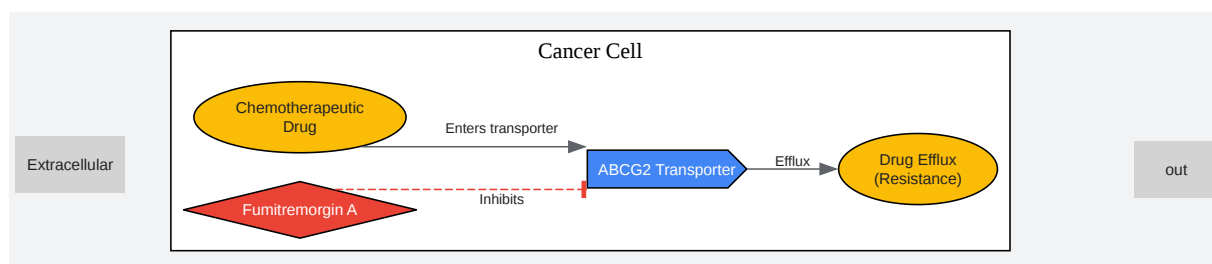 Cancer Cell
Chemotherapeutic
Drug
Enters transporter
Extracellular
ABCG2 Transporter
Efflux
Drug Efflux
(Resistance)
out
Inhibits
Fumitremorgin A